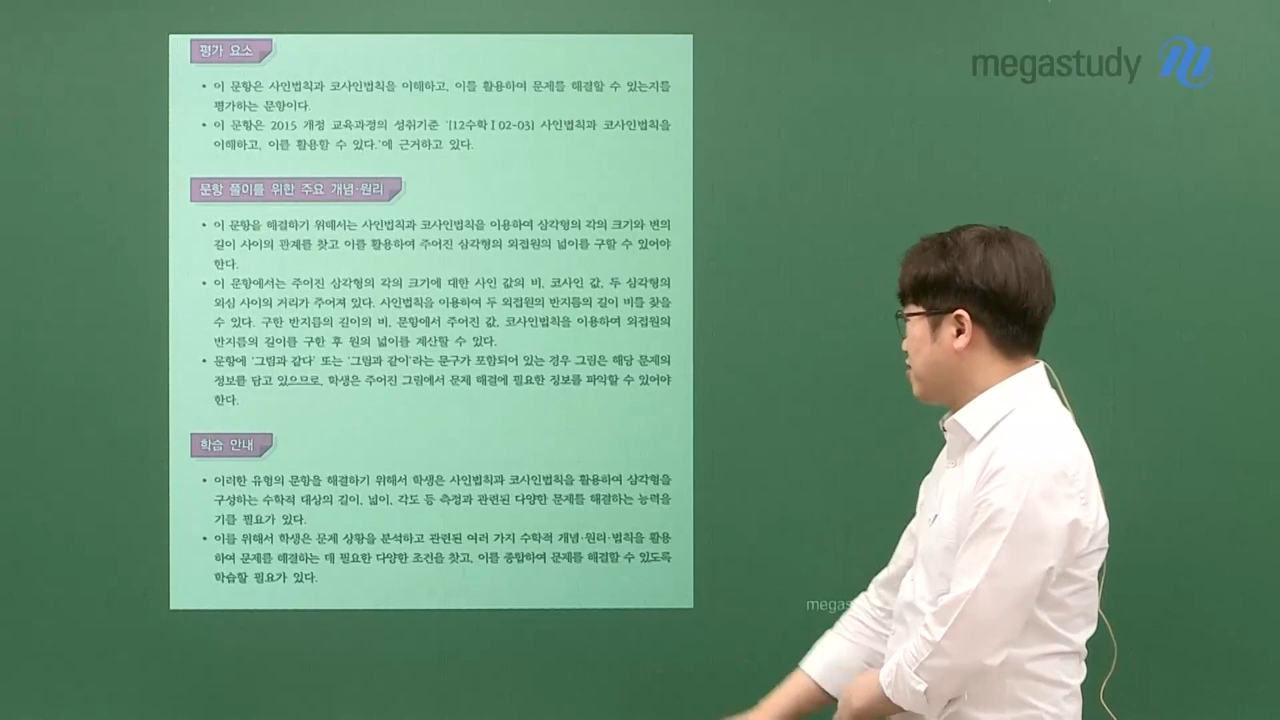 megastudy
평가 요소
• 이 문항은 사인법칙과 코사인법칙을 이해하고, 이를 활용하여 문제를 해결할 수 있는지를
평가하는 문항이다.
• 이 문항은 2015 개정 교육과정의 성취기준 ‘[12수학Ⅰ02-03] 사인법칙과 코사인법칙을
이해하고, 이를 활용할 수 있다.’에 근거하고 있다.
문항 풀이를 위한 주요 개념·원리
• 이 문항을 해결하기 위해서는 사인법칙과 코사인법칙을 이용하여 삼각형의 각의 크기와 변의
길이 사이의 관계를 찾고 이를 활용하여 주어진 삼각형의 외접원의 넓이를 구할 수 있어야
한다.
• 이 문항에서는 주어진 삼각형의 각의 크기에 대한 사인 값의 비, 코사인 값, 두 삼각형의
외심 사이의 거리가 주어져 있다. 사인법칙을 이용하여 두 외접원의 반지름의 길이 비를 찾을
수 있다. 구한 반지름의 길이의 비, 문항에서 주어진 값, 코사인법칙을 이용하여 외접원의
반지름의 길이를 구한 후 원의 넓이를 계산할 수 있다.
• 문항에 ‘그림과 같다’ 또는 ‘그림과 같이’라는 문구가 포함되어 있는 경우 그림은 해당 문제의
정보를 담고 있으므로, 학생은 주어진 그림에서 문제 해결에 필요한 정보를 파악할 수 있어야
한다.
학습 안내
• 이러한 유형의 문항을 해결하기 위해서 학생은 사인법칙과 코사인법칙을 활용하여 삼각형을
구성하는 수학적 대상의 길이, 넓이, 각도 등 측정과 관련된 다양한 문제를 해결하는 능력을
기를 필요가 있다.
• 이를 위해서 학생은 문제 상황을 분석하고 관련된 여러 가지 수학적 개념·원리·법칙을 활용
하여 문제를 해결하는 데 필요한 다양한 조건을 찾고, 이를 종합하여 문제를 해결할 수 있도록
학습할 필요가 있다.
megas